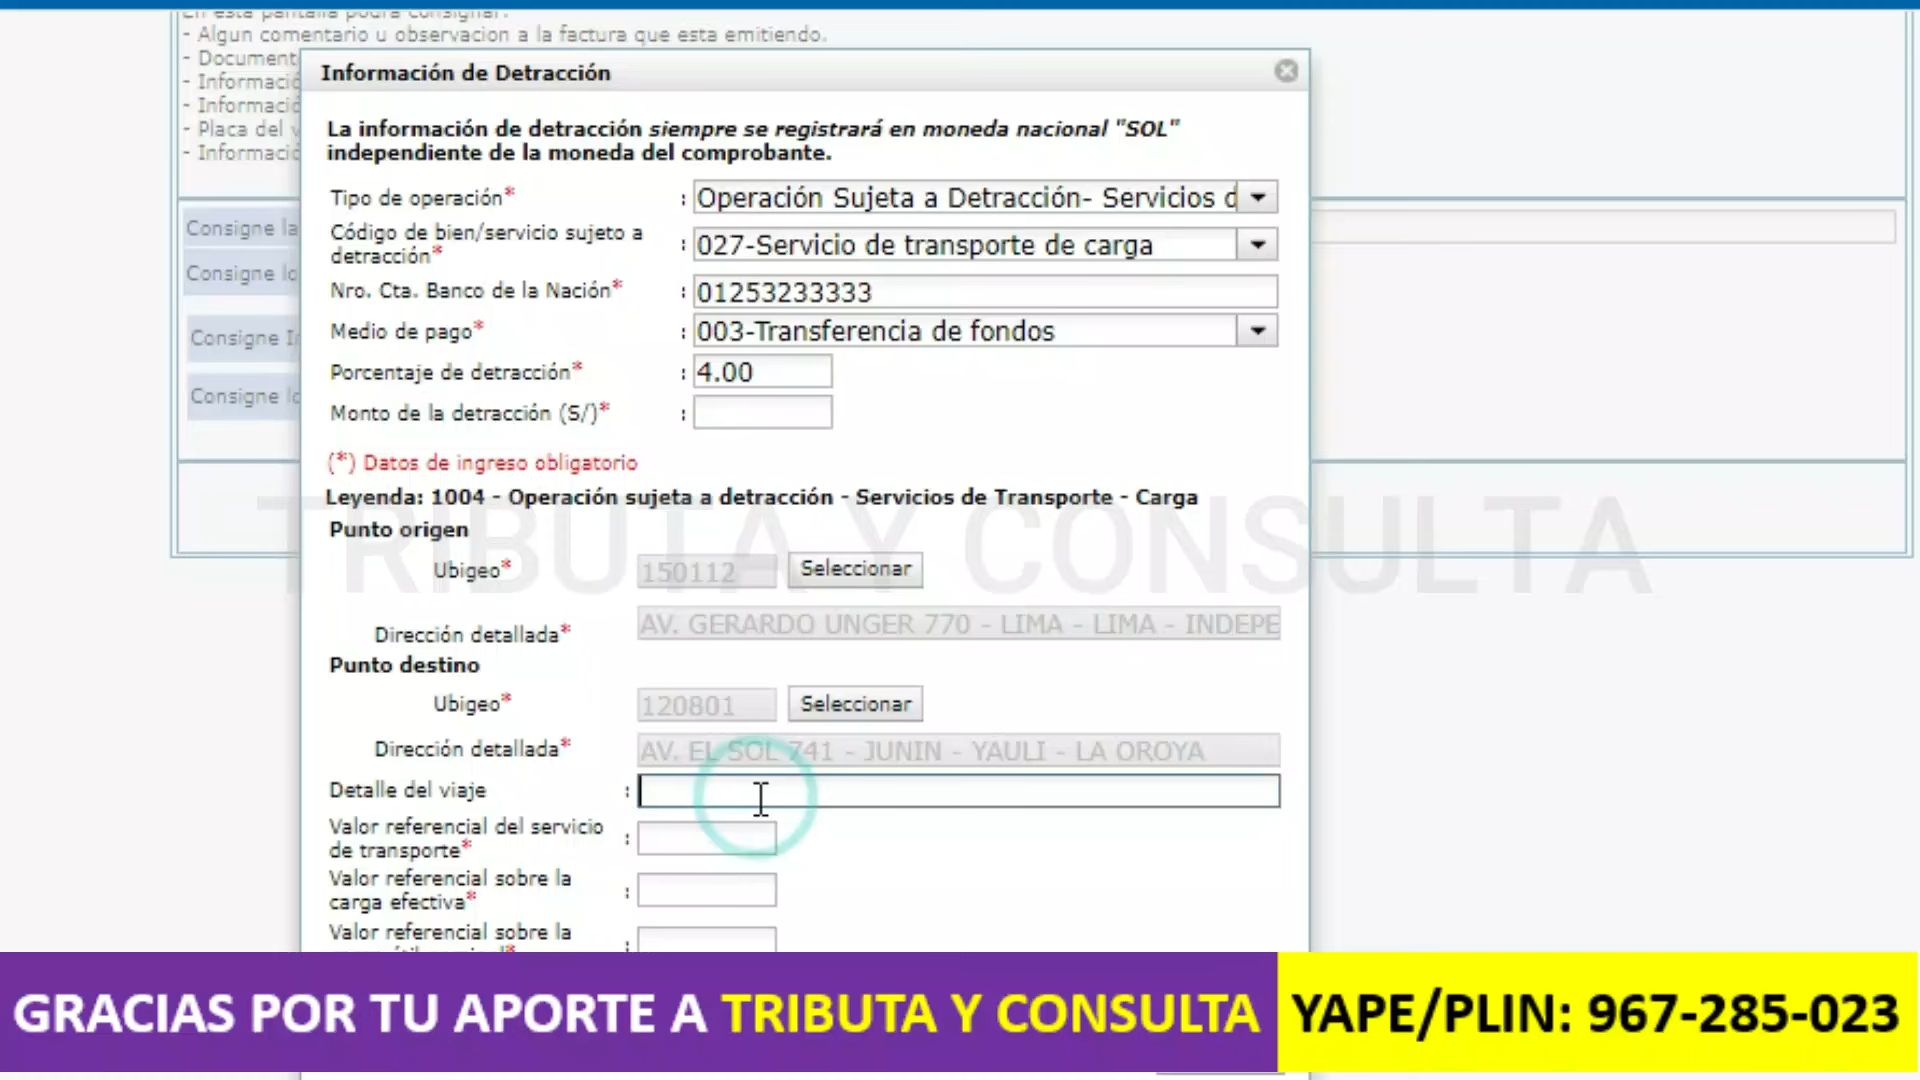 En esta pantalla podrá consignar:
- Algun comentario u observacion a la factura que esta emitiendo.
- Document
- Informació
- Informació
- Placa del v
- Informació
Información de Detracción
La información de detracción siempre se registrará en moneda nacional "SOL"
independiente de la moneda del comprobante.
Tipo de operación* : Operación Sujeta a Detracción- Servicios d
Código de bien/servicio sujeto a
detracción* : 027-Servicio de transporte de carga
Nro. Cta. Banco de la Nación* : 01253233333
Medio de pago* : 003-Transferencia de fondos
Porcentaje de detracción* : 4.00
Monto de la detracción (S/)* :
(*) Datos de ingreso obligatorio
Leyenda: 1004 - Operación sujeta a detracción - Servicios de Transporte - Carga
Punto origen
Ubigeo* 150112 Seleccionar
Dirección detallada* AV. GERARDO UNGER 770 - LIMA - LIMA - INDEPE
Punto destino
Ubigeo* 120801 Seleccionar
Dirección detallada* AV. EL SOL 741 - JUNIN - YAULI - LA OROYA
Detalle del viaje :
Valor referencial del servicio
de transporte* :
Valor referencial sobre la
carga efectiva* :
Valor referencial sobre la
Consigne la
Consigne lo
Consigne In
Consigne lo
TRIBUTA Y CONSULTA
GRACIAS POR TU APORTE A TRIBUTA Y CONSULTA
YAPE/PLIN: 967-285-023